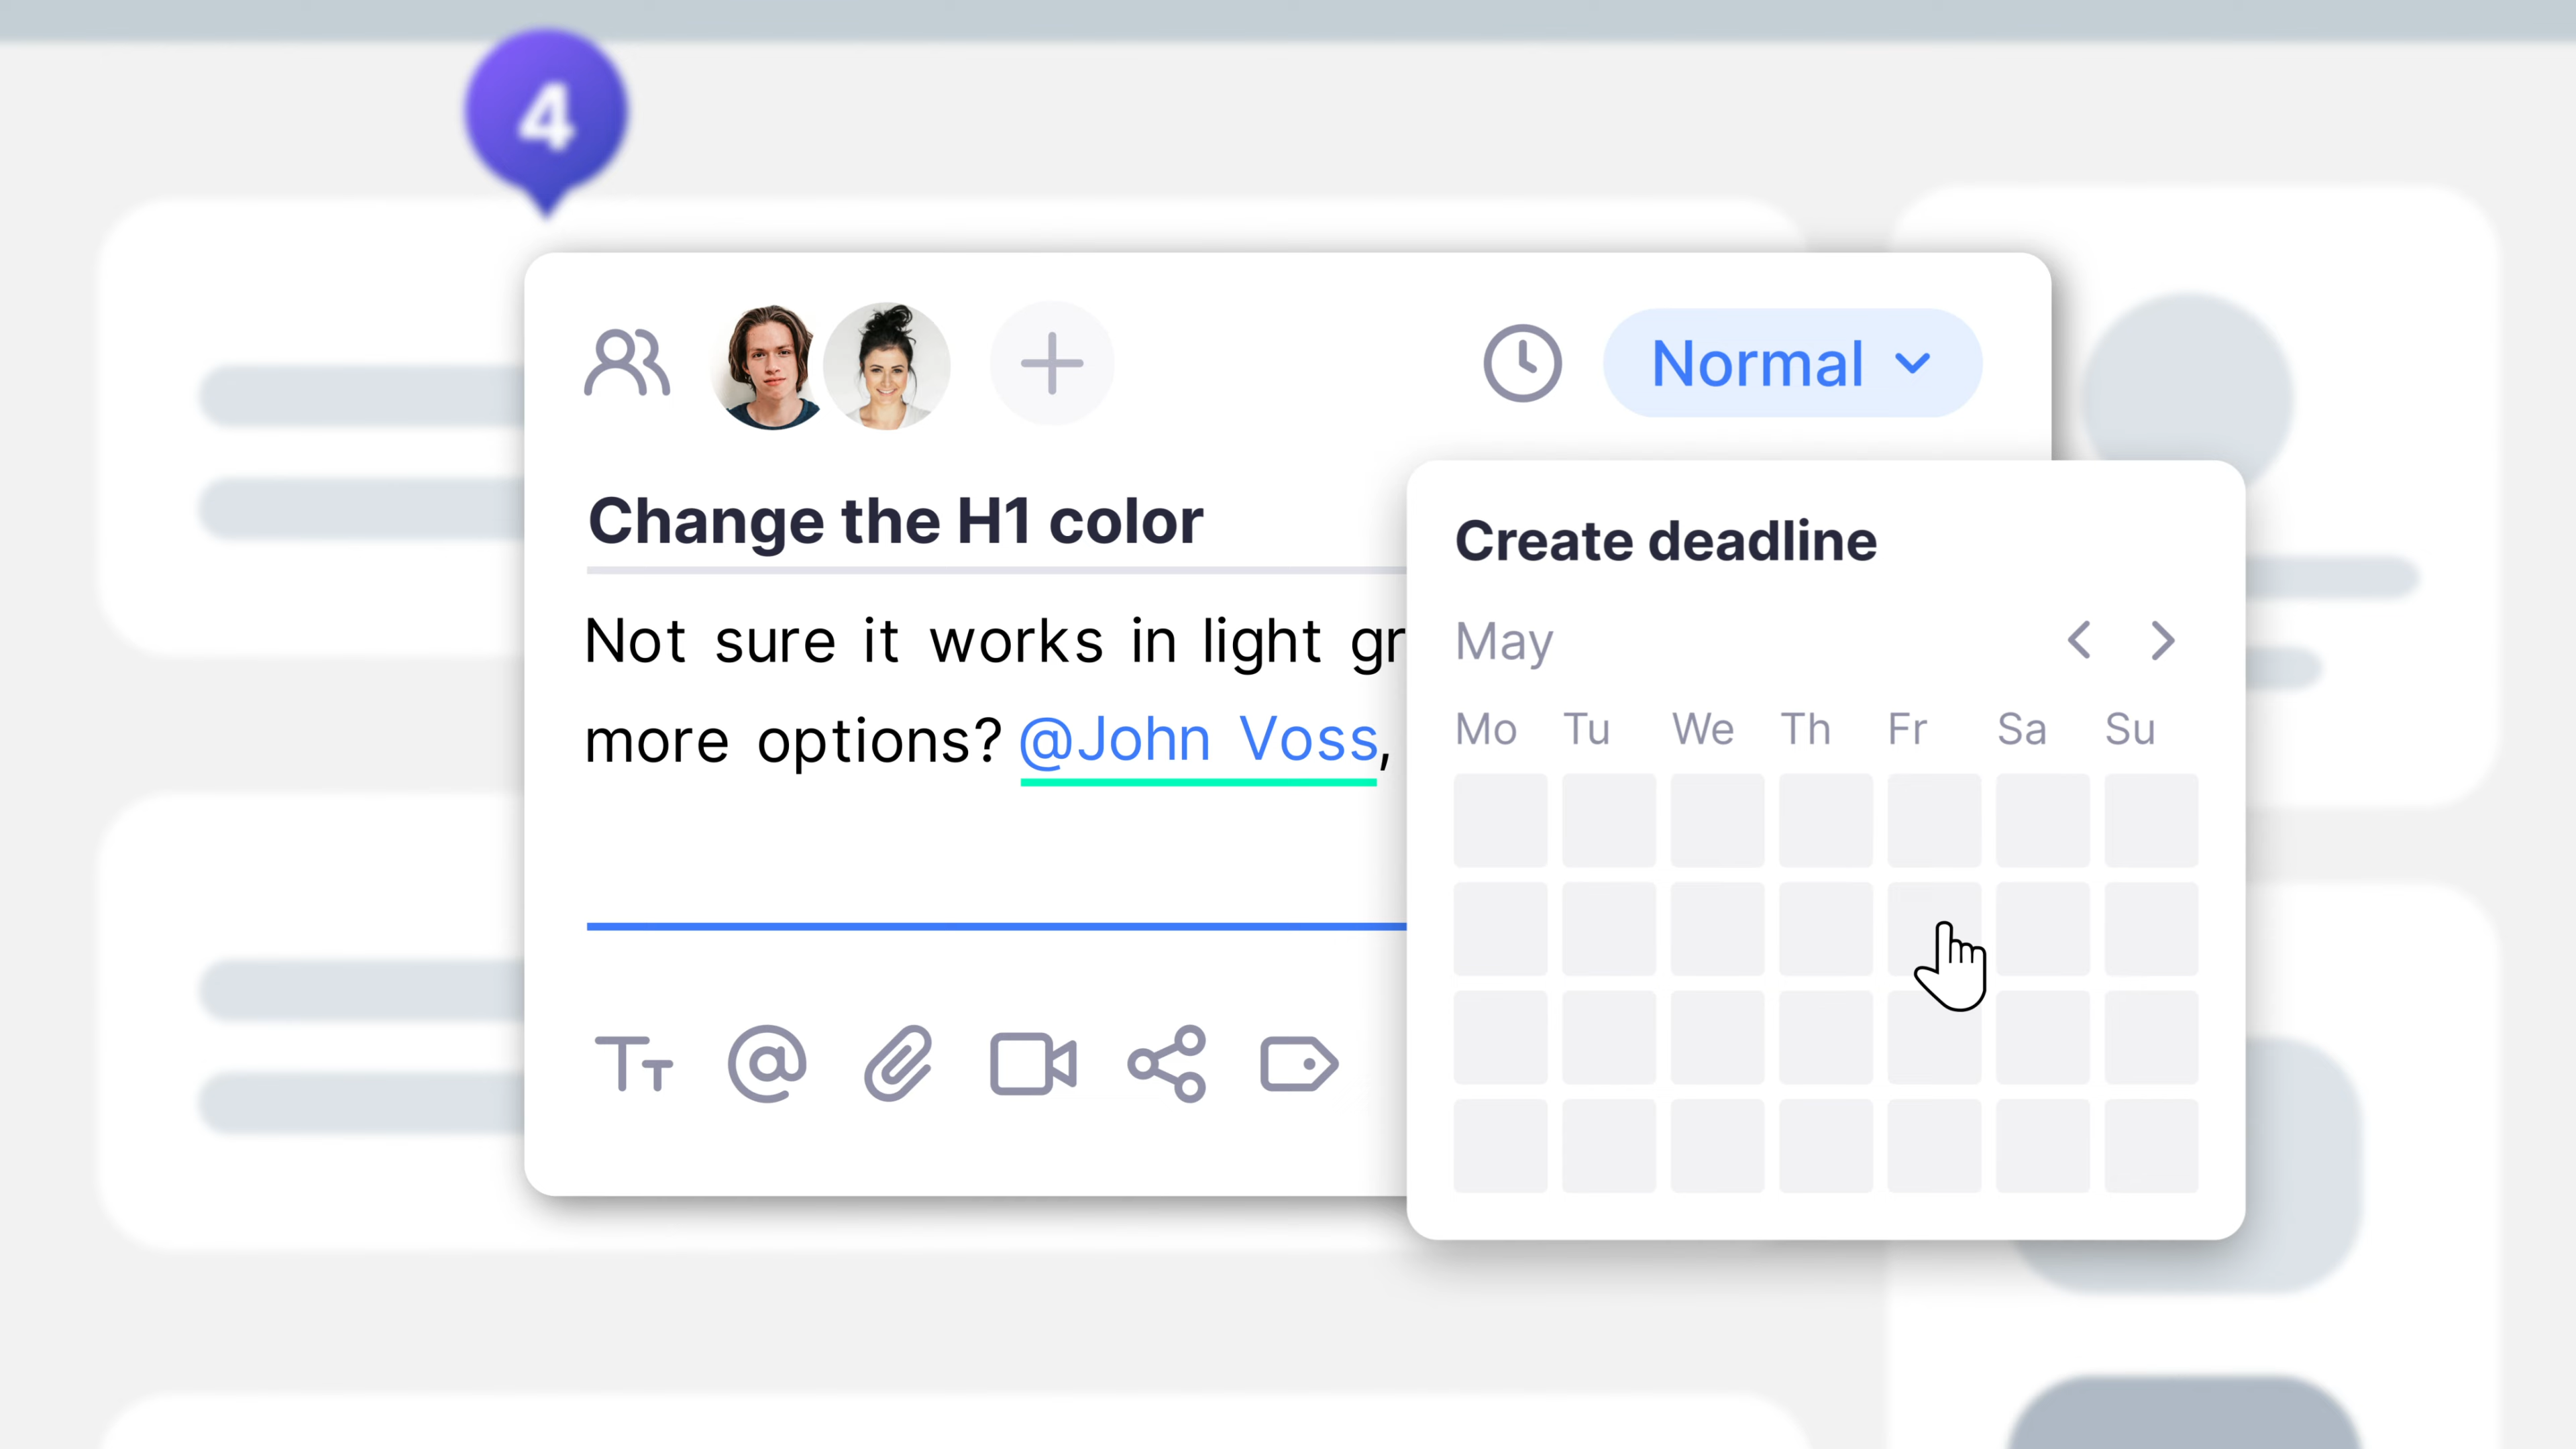 4
Normal
Change the H1 color
Not sure it works in light gr
more options? @John Voss,
Create deadline
May
Mo Tu We Th Fr Sa Su